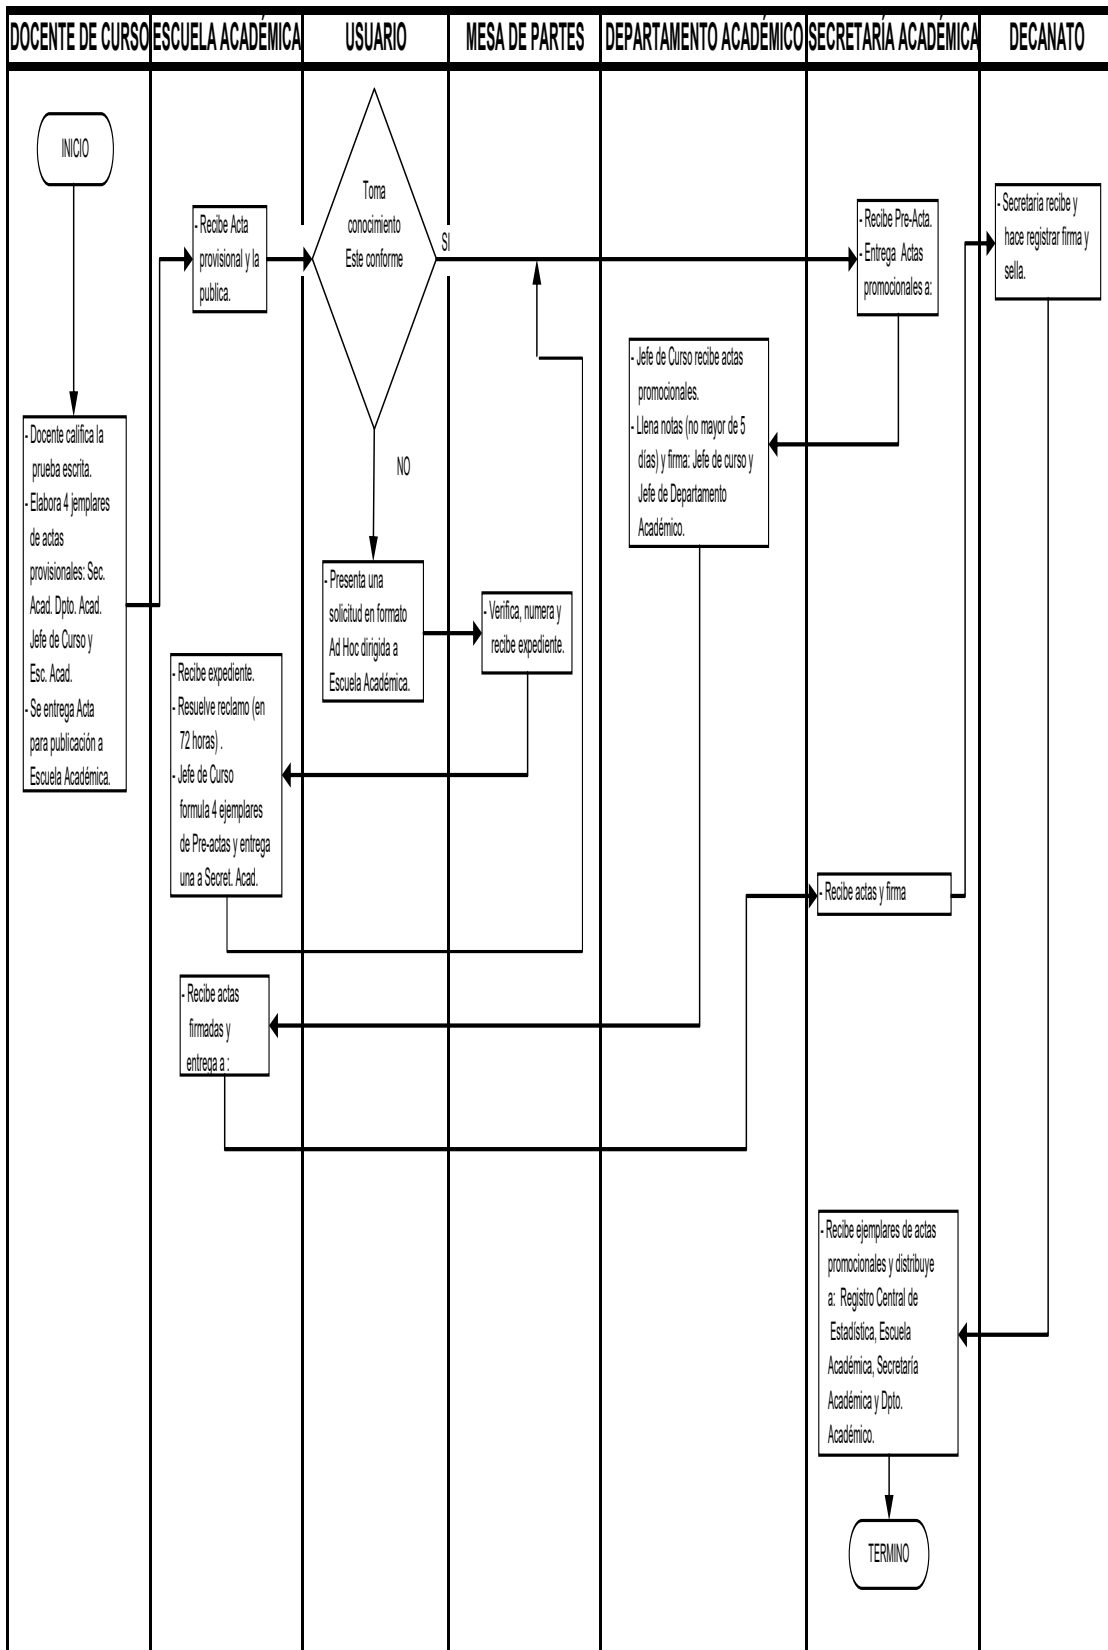 DOCENTE DE CURSO
ESCUELA ACADÉMICA
USUARIO
MESA DE PARTES
DEPARTAMENTO ACADÉMICO
SECRETARÍA ACADÉMICA
DECANATO
INICIO
- Docente califica la
prueba escrita.
- Elabora 4 jemplares
de actas
provisionales: Sec.
Acad. Dpto. Acad.
Jefe de Curso y
Esc. Acad.
- Se entrega Acta
para publicación a
Escuela Académica.
- Recibe Acta
provisional y la
publica.
Toma
conocimiento
Este conforme
SI
NO
- Presenta una
solicitud en formato
Ad Hoc dirigida a
Escuela Académica.
- Verifica, numera y
recibe expediente.
- Recibe expediente.
- Resuelve reclamo (en
72 horas) .
- Jefe de Curso
formula 4 ejemplares
de Pre-actas y entrega
una a Secret. Acad.
- Recibe Pre-Acta.
- Entrega Actas
promocionales a:
- Jefe de Curso recibe actas
promocionales.
- Llena notas (no mayor de 5
días) y firma: Jefe de curso y
Jefe de Departamento
Académico.
- Recibe actas
firmadas y
entrega a :
- Recibe actas y firma
- Secretaria recibe y
hace registrar firma y
sella.
- Recibe ejemplares de actas
promocionales y distribuye
a: Registro Central de
Estadística, Escuela
Académica, Secretaría
Académica y Dpto.
Académico.
TERMINO